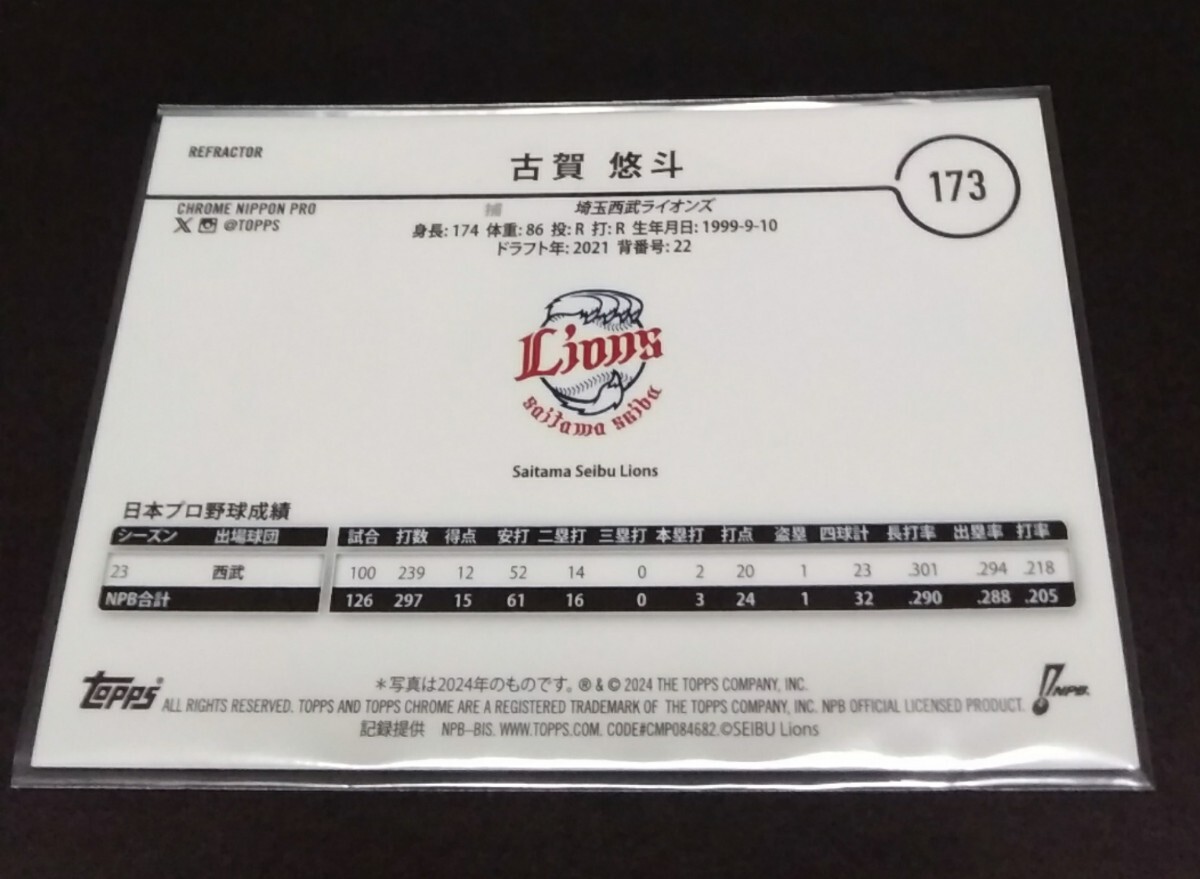 REFRACTOR
古賀 悠斗
173
CHROME NIPPON PRO
@TOPPS
捕 埼玉西武ライオンズ
身長: 174 体重: 86 投: R 打: R 生年月日: 1999-9-10
ドラフト年: 2021 背番号: 22
Lions
Saitama Seibu
Saitama Seibu Lions
日本プロ野球成績
シーズン 出場球団 試合 打数 得点 安打 二塁打 三塁打 本塁打 打点 盗塁 四球計 長打率 出塁率 打率
23 西武 100 239 12 52 14 0 2 20 1 23 .301 .294 .218
NPB合計 126 297 15 61 16 0 3 24 1 32 .290 .288 .205
Topps®
＊写真は2024年のものです。® & © 2024 THE TOPPS COMPANY, INC.
ALL RIGHTS RESERVED. TOPPS AND TOPPS CHROME ARE A REGISTERED TRADEMARK OF THE TOPPS COMPANY, INC. NPB OFFICIAL LICENSED PRODUCT.
記録提供 NPB-BIS. WWW.TOPPS.COM. CODE#CMP084682.©SEIBU Lions
NPB.